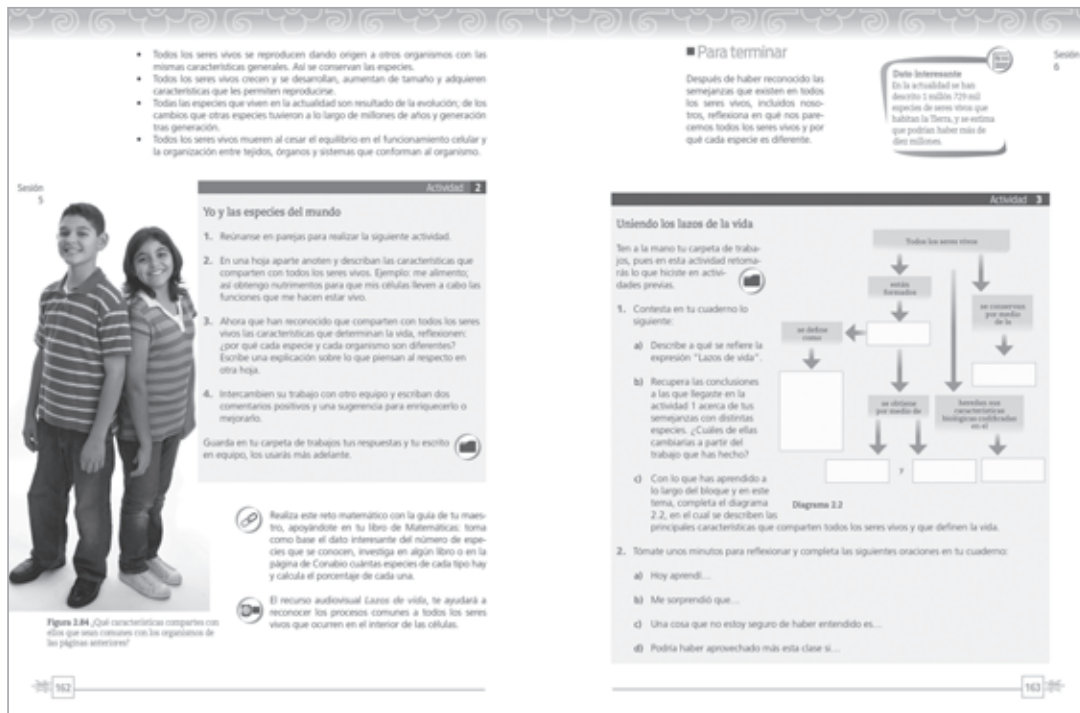 • Todos los seres vivos se reproducen dando origen a otros organismos con las
mismas características generales. Así se conservan las especies.
• Todos los seres vivos crecen y se desarrollan, aumentan de tamaño y adquieren
características que les permiten reproducirse.
• Todas las especies que viven en la actualidad son resultado de la evolución; de los
cambios que otras especies tuvieron a lo largo de millones de años y generación
tras generación.
• Todos los seres vivos mueren al cesar el equilibrio en el funcionamiento celular y
la organización entre tejidos, órganos y sistemas que conforman al organismo.
Sesión
5
Actividad 2
Yo y las especies del mundo
1. Reúnanse en parejas para realizar la siguiente actividad.
2. En una hoja aparte anoten y describan las características que
comparten con todos los seres vivos. Ejemplo: me alimento;
así obtengo nutrimentos para que mis células lleven a cabo las
funciones que me hacen estar vivo.
3. Ahora que han reconocido que comparten con todos los seres
vivos las características que determinan la vida, reflexionen:
¿por qué cada especie y cada organismo son diferentes?
Escribe una explicación sobre lo que piensan al respecto en
otra hoja.
4. Intercambien su trabajo con otro equipo y escriban dos
comentarios positivos y una sugerencia para enriquecerlo o
mejorarlo.
Guarda en tu carpeta de trabajos tus respuestas y tu escrito
en equipo, los usarás más adelante.
Realiza este reto matemático con la guía de tu maes-
tro, apoyándote en tu libro de Matemáticas: toma
como base el dato interesante del número de espe-
cies que se conocen, investiga en algún libro o en la
página de Conabio cuántas especies de cada tipo hay
y calcula el porcentaje de cada una.
El recurso audiovisual Lazos de vida, te ayudará a
reconocer los procesos comunes a todos los seres
vivos que ocurren en el interior de las células.
Figura 2.84 ¿Qué características compartes con
ellos que sean comunes con los organismos de
las páginas anteriores?
162
■ Para terminar
Después de haber reconocido las
semejanzas que existen en todos
los seres vivos, incluidos noso-
tros, reflexiona en qué nos pare-
cemos todos los seres vivos y por
qué cada especie es diferente.
Dato interesante
En la actualidad se han
descrito 1 millón 729 mil
especies de seres vivos que
habitan la Tierra, y se estima
que podrían haber más de
diez millones.
Sesión
6
Actividad 3
Uniendo los lazos de la vida
Ten a la mano tu carpeta de traba-
jos, pues en esta actividad retoma-
rás lo que hiciste en activi-
dades previas.
1. Contesta en tu cuaderno lo
siguiente:
a) Describe a qué se refiere la
expresión "Lazos de vida".
b) Recupera las conclusiones
a las que llegaste en la
actividad 1 acerca de tus
semejanzas con distintas
especies. ¿Cuáles de ellas
cambiarías a partir del
trabajo que has hecho?
c) Con lo que has aprendido a
lo largo del bloque y en este
tema, completa el diagrama
2.2, en el cual se describen las
principales características que comparten todos los seres vivos y que definen la vida.
Todos los seres vivos
están
formados
se conservan
por medio
de la
se define
como
se obtiene
por medio de
heredan sus
características
biológicas codificadas
en el
y
Diagrama 2.2
2. Tómate unos minutos para reflexionar y completa las siguientes oraciones en tu cuaderno:
a) Hoy aprendí…
b) Me sorprendió que…
c) Una cosa que no estoy seguro de haber entendido es…
d) Podría haber aprovechado más esta clase si…
163